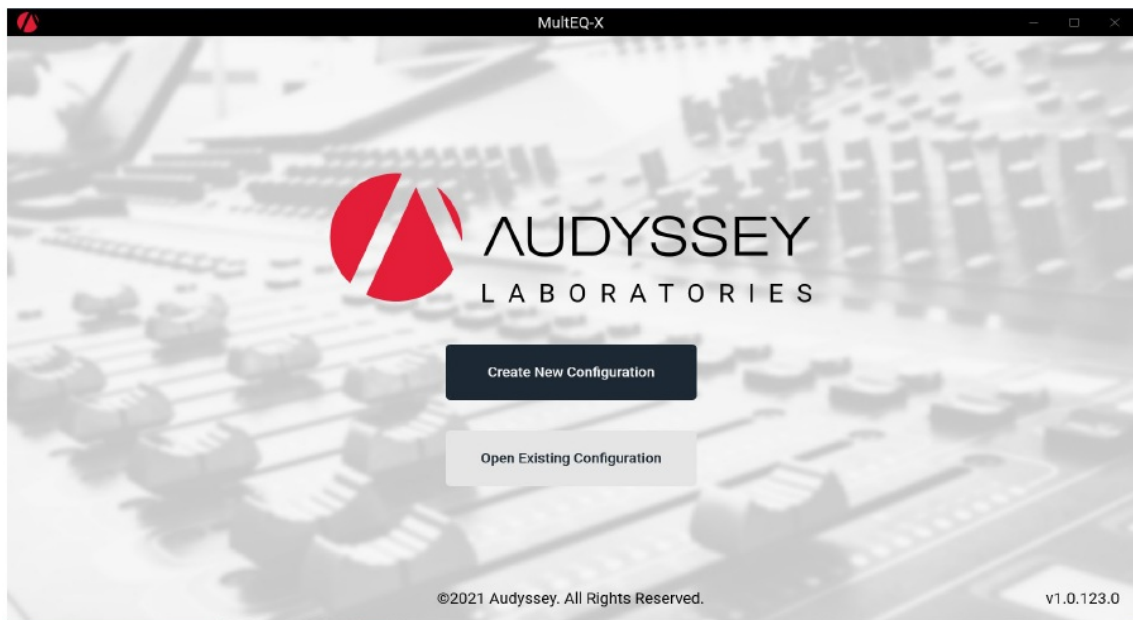 MultEQ-X
AUDYSSEY
LABORATORIES
Create New Configuration
Open Existing Configuration
©2021 Audyssey. All Rights Reserved.
v1.0.123.0